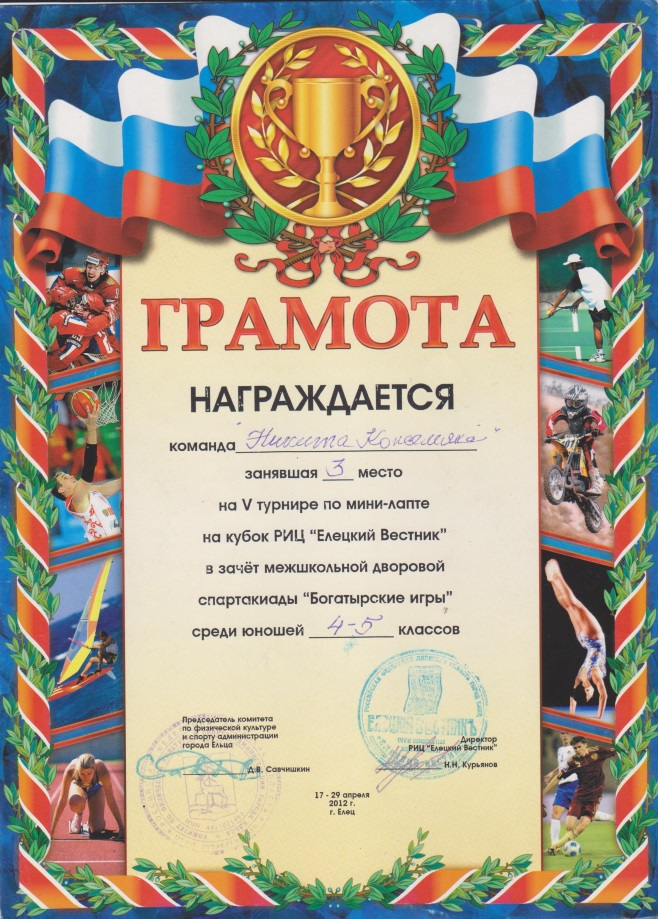 ГРАМОТА
НАГРАЖДАЕТСЯ
команда "Никита Кожемяка"
занявшая 3 место
на V турнире по мини-лапте
на кубок РИЦ "Елецкий Вестник"
в зачёт межшкольной дворовой
спартакиады "Богатырские игры"
среди юношей 4-5 классов
Председатель комитета
по физической культуре
и спорту администрации
города Ельца
Д.В. Савчишкин
Директор
РИЦ "Елецкий Вестник"
Н.Н. Курьянов
17 - 29 апреля
2012 г.
г. Елец